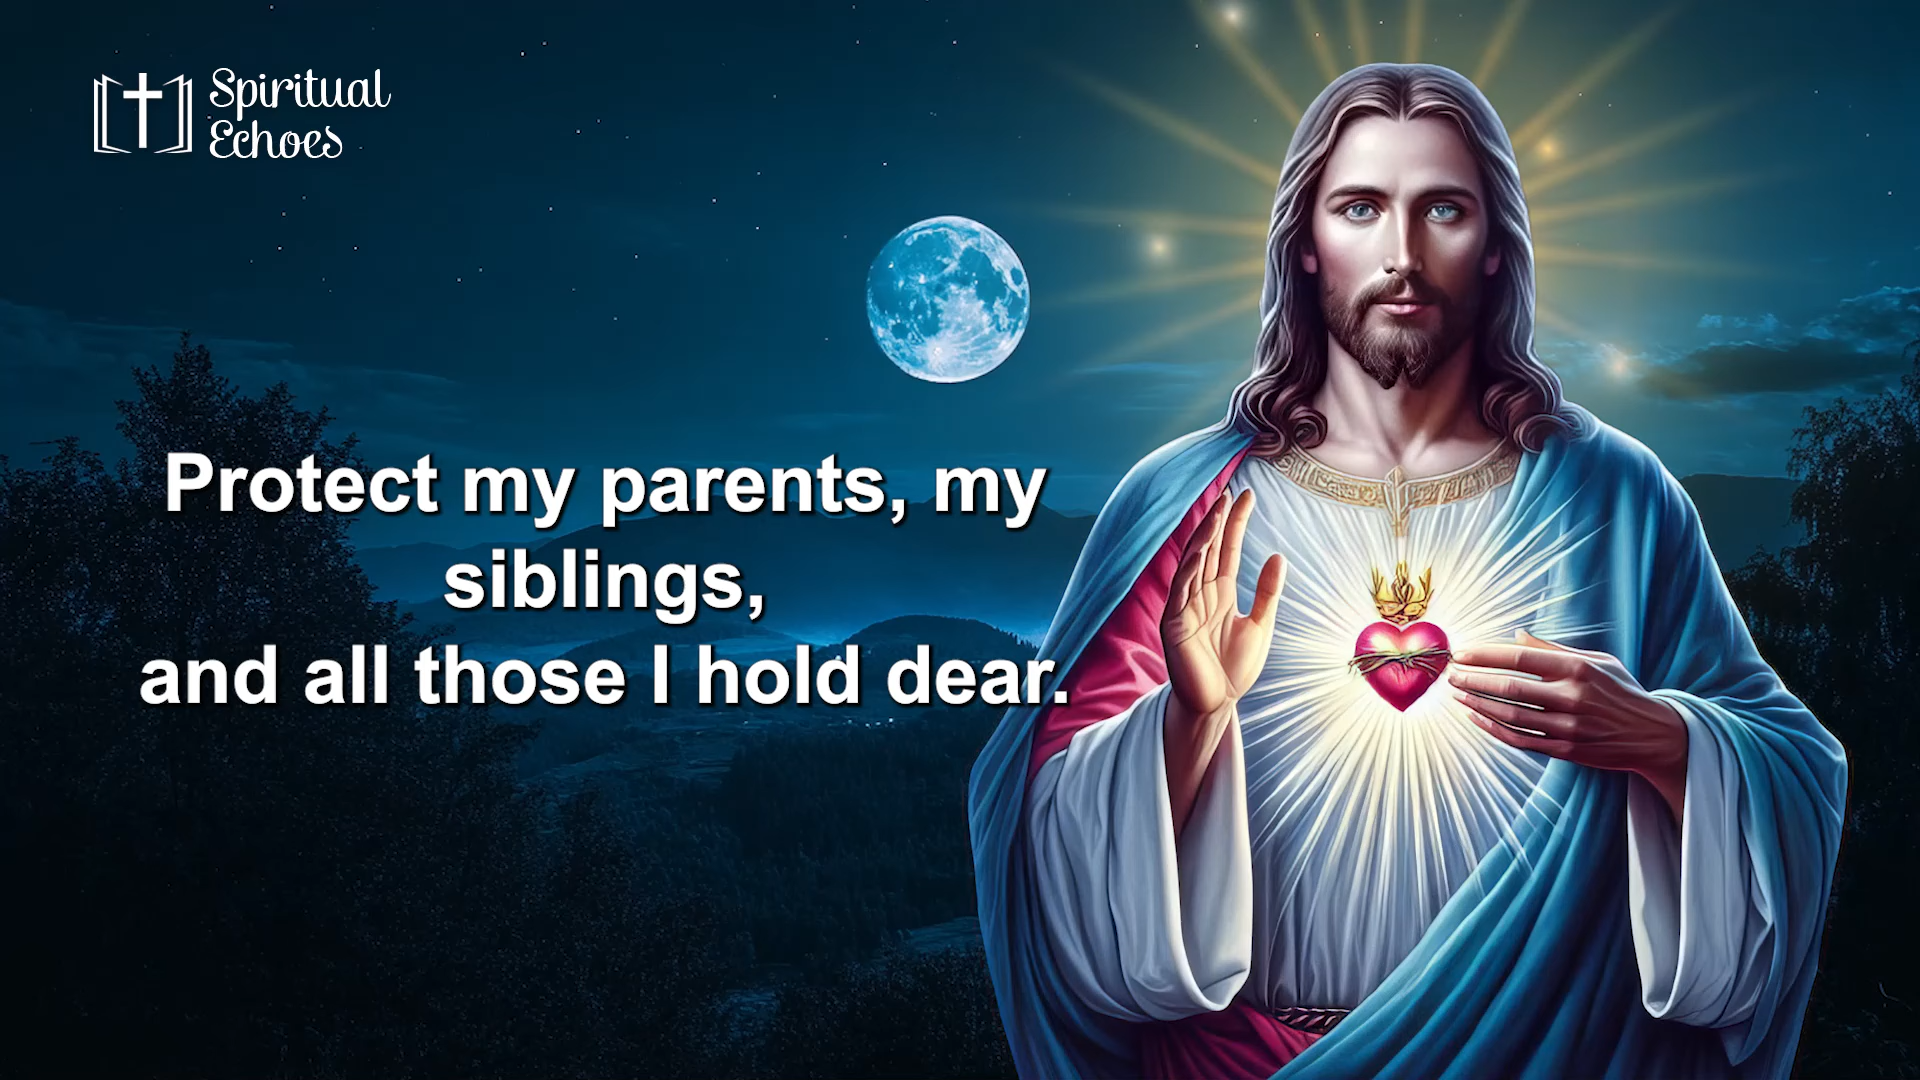 Spiritual
Echoes
Protect my parents, my
siblings,
and all those I hold dear.